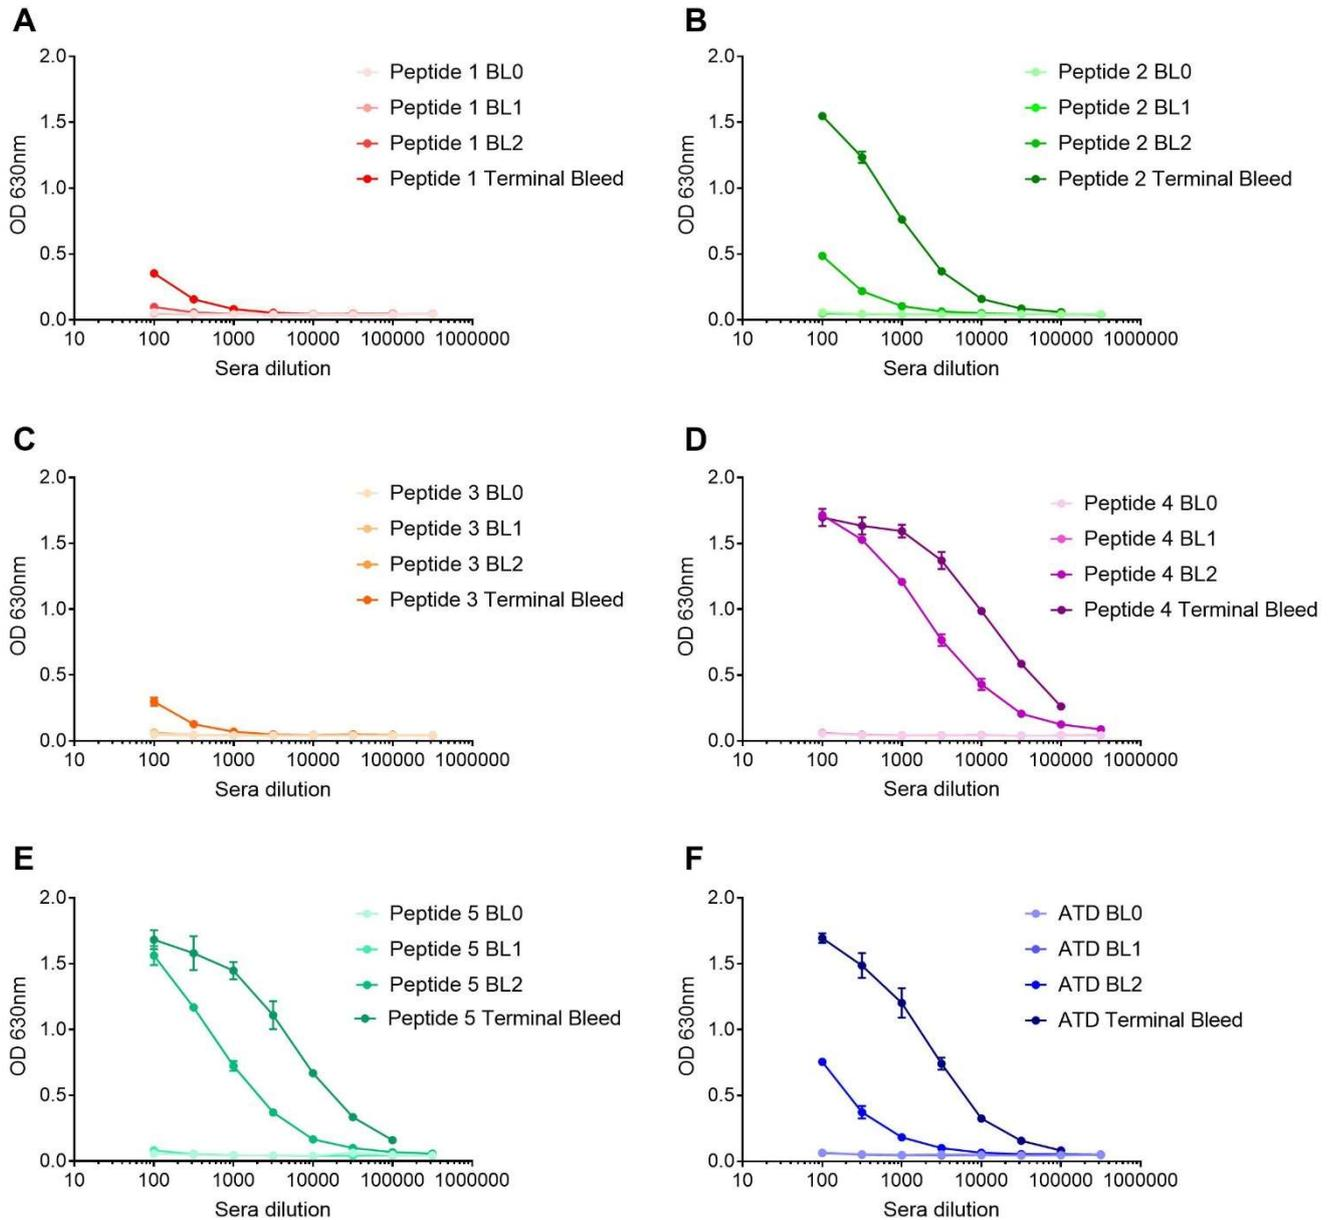 A
2.0
1.5
1.0
0.5
0.0
OD 630nm
10 100 1000 10000 100000 1000000
Sera dilution
Peptide 1 BL0
Peptide 1 BL1
Peptide 1 BL2
Peptide 1 Terminal Bleed
B
2.0
1.5
1.0
0.5
0.0
OD 630nm
10 100 1000 10000 100000 1000000
Sera dilution
Peptide 2 BL0
Peptide 2 BL1
Peptide 2 BL2
Peptide 2 Terminal Bleed
C
2.0
1.5
1.0
0.5
0.0
OD 630nm
10 100 1000 10000 100000 1000000
Sera dilution
Peptide 3 BL0
Peptide 3 BL1
Peptide 3 BL2
Peptide 3 Terminal Bleed
D
2.0
1.5
1.0
0.5
0.0
OD 630nm
10 100 1000 10000 100000 1000000
Sera dilution
Peptide 4 BL0
Peptide 4 BL1
Peptide 4 BL2
Peptide 4 Terminal Bleed
E
2.0
1.5
1.0
0.5
0.0
OD 630nm
10 100 1000 10000 100000 1000000
Sera dilution
Peptide 5 BL0
Peptide 5 BL1
Peptide 5 BL2
Peptide 5 Terminal Bleed
F
2.0
1.5
1.0
0.5
0.0
OD 630nm
10 100 1000 10000 100000 1000000
Sera dilution
ATD BL0
ATD BL1
ATD BL2
ATD Terminal Bleed